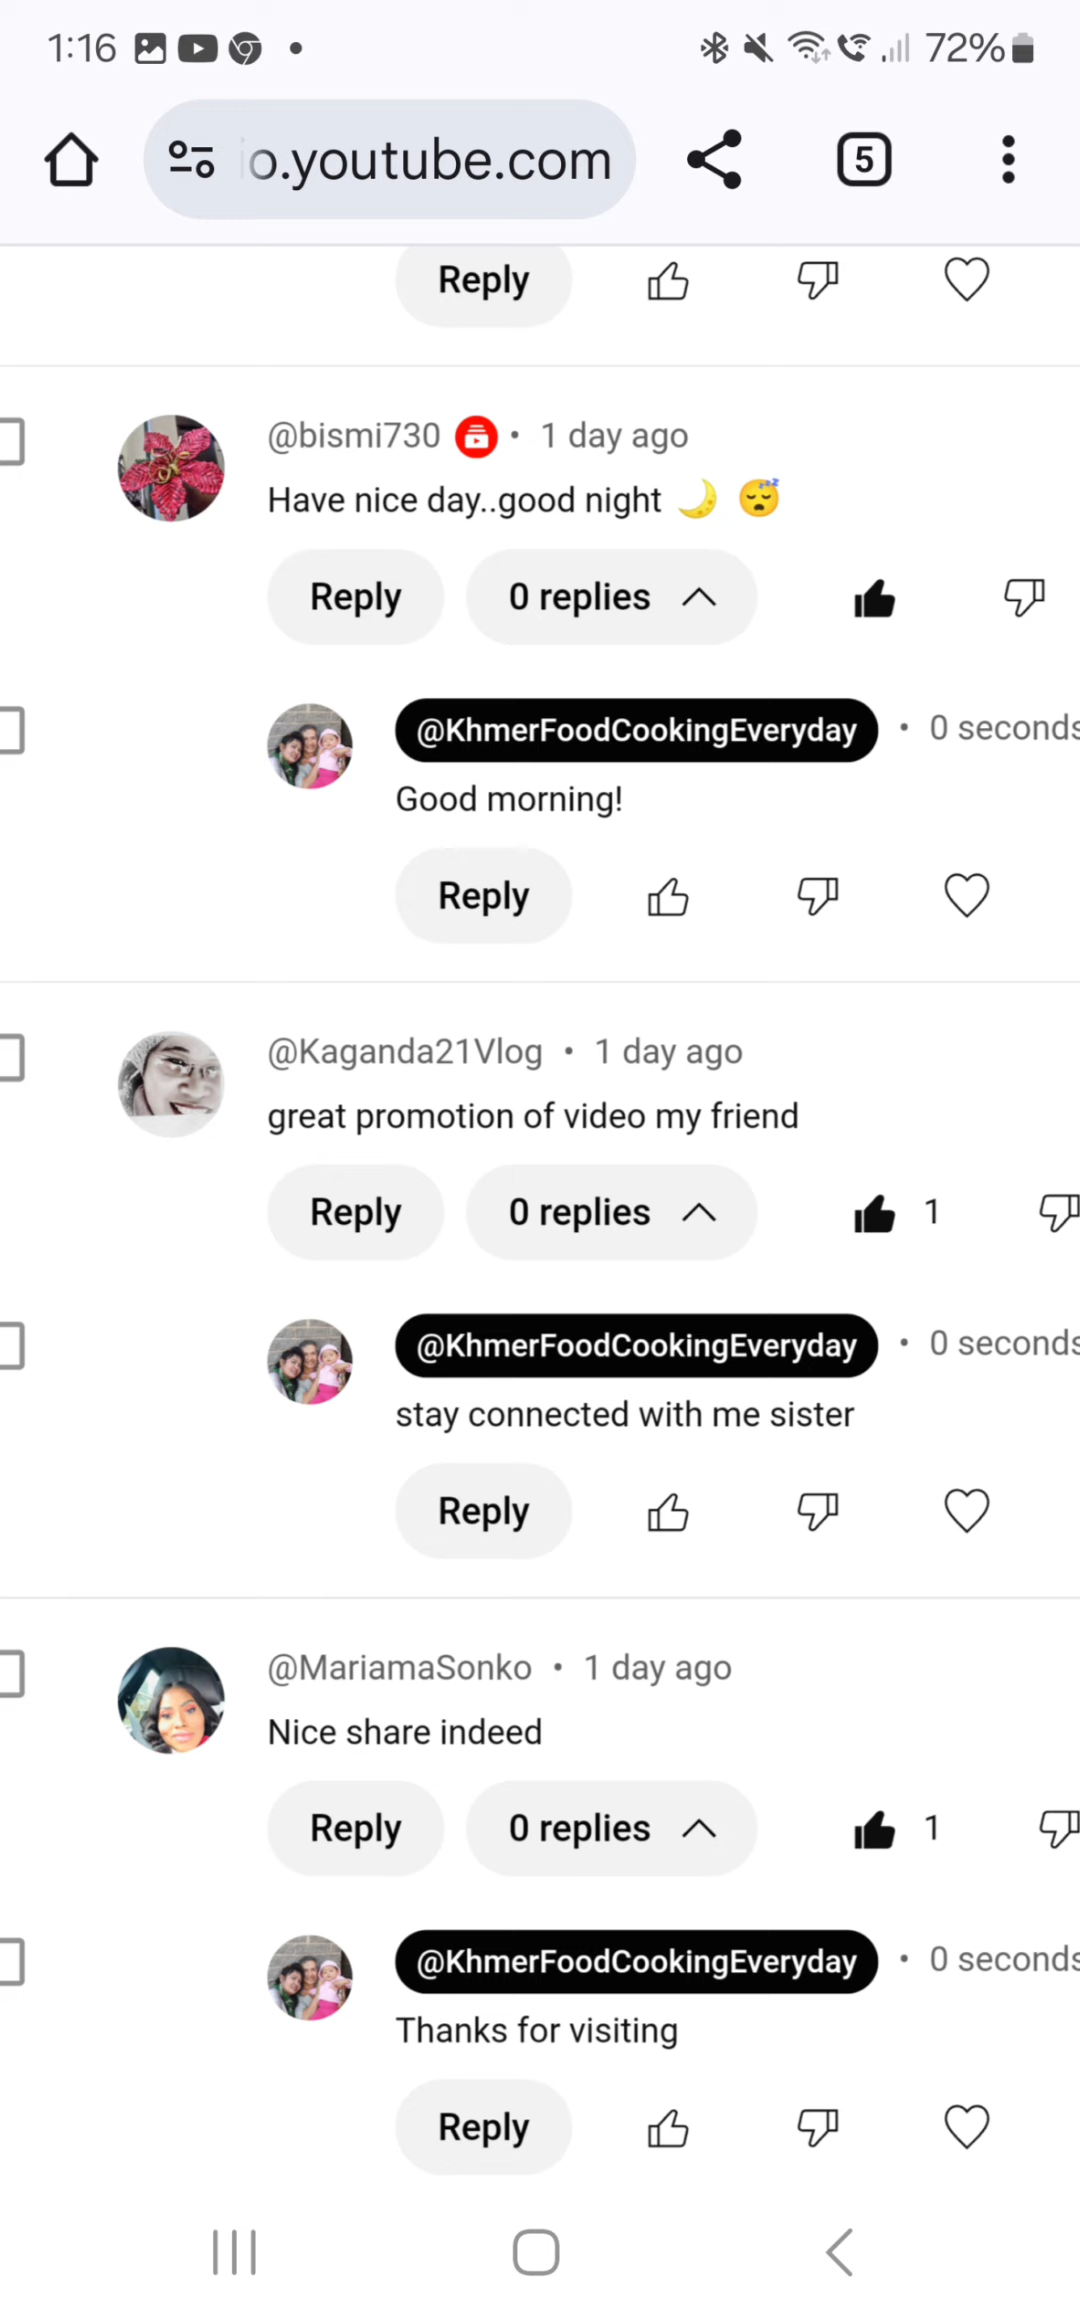 1:16 72%
o.youtube.com 5
Reply
@bismi730 • 1 day ago
Have nice day..good night 🌙 😴
Reply 0 replies
@KhmerFoodCookingEveryday • 0 seconds
Good morning!
Reply
@Kaganda21Vlog • 1 day ago
great promotion of video my friend
Reply 0 replies 1
@KhmerFoodCookingEveryday • 0 seconds
stay connected with me sister
Reply
@MariamaSonko • 1 day ago
Nice share indeed
Reply 0 replies 1
@KhmerFoodCookingEveryday • 0 seconds
Thanks for visiting
Reply